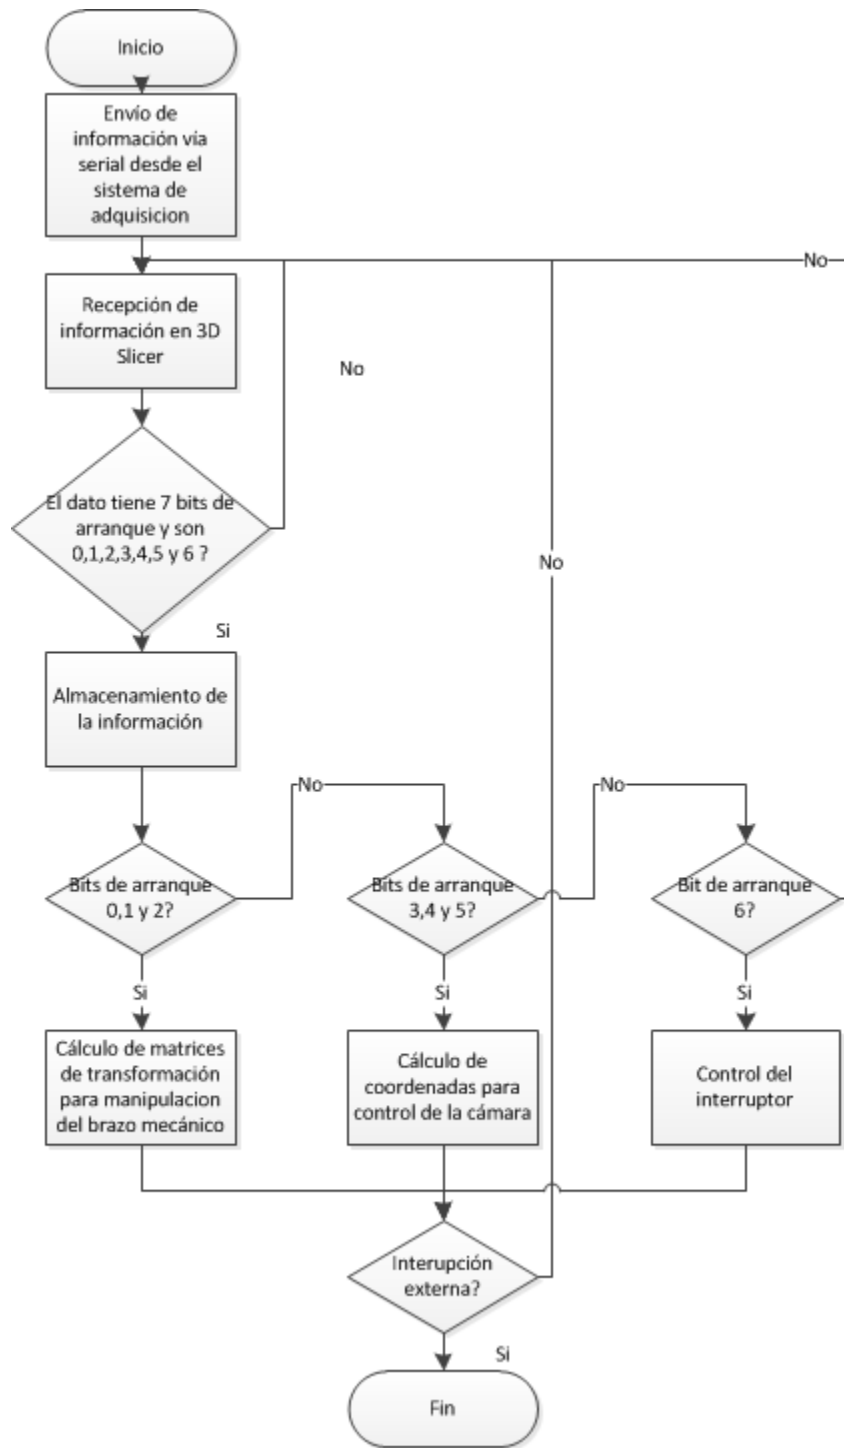 Inicio
Envío de
información vía
serial desde el
sistema de
adquisicion
No
Recepción de
información en 3D
Slicer
No
El dato tiene 7 bits de
arranque y son
0,1,2,3,4,5 y 6 ?
No
Si
Almacenamiento de
la información
No
No
Bits de arranque
0,1 y 2?
Bits de arranque
3,4 y 5?
Bit de arranque
6?
Si
Si
Si
Cálculo de matrices
de transformación
para manipulacion
del brazo mecánico
Cálculo de
coordenadas para
control de la cámara
Control del
interruptor
Interupción
externa?
Si
Fin